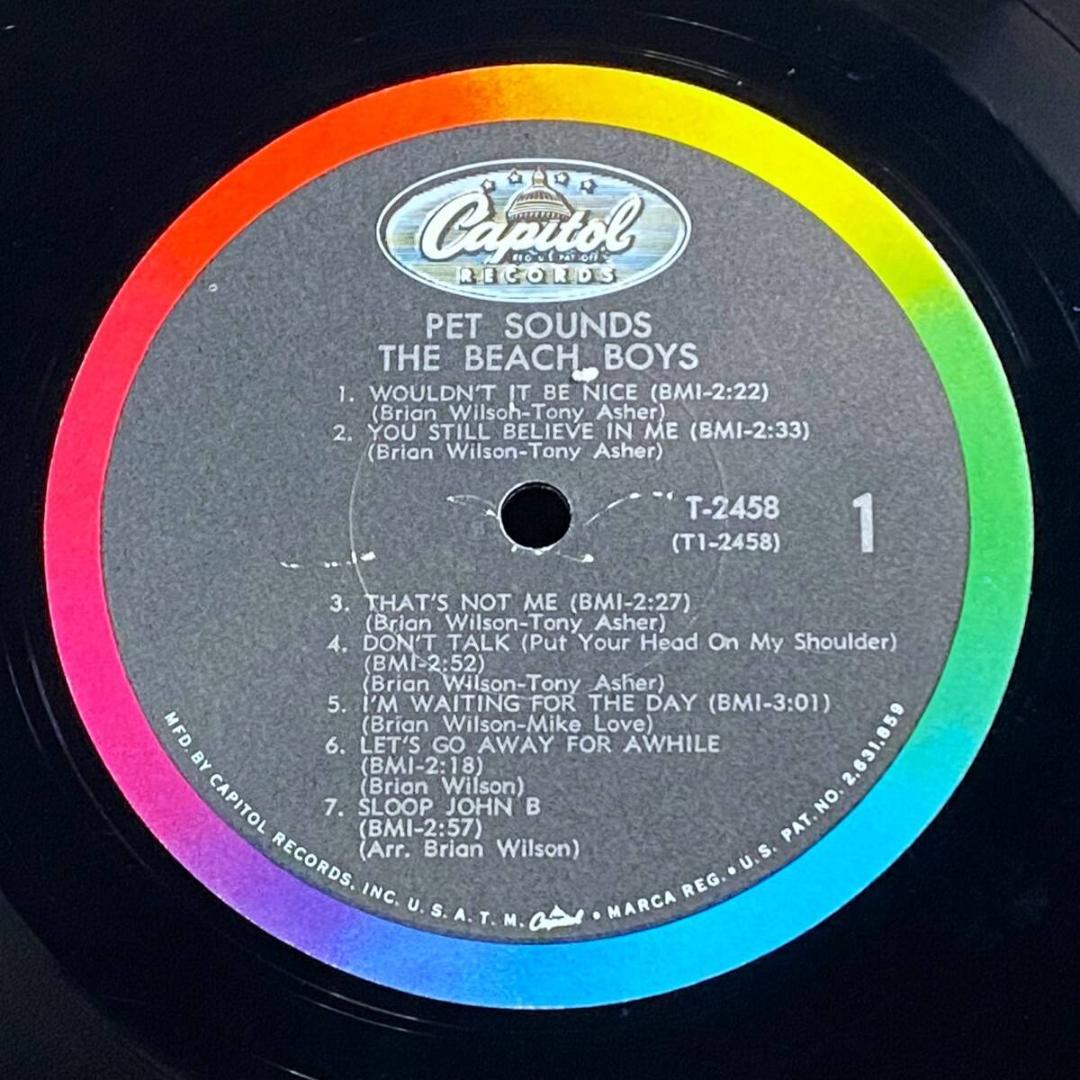 Capitol
REG. U.S. PAT. OFF.
RECORDS
PET SOUNDS
THE BEACH BOYS
1. WOULDN'T IT BE NICE (BMI-2:22)
(Brian Wilson-Tony Asher)
2. YOU STILL BELIEVE IN ME (BMI-2:33)
(Brian Wilson-Tony Asher)
T-2458
(T1-2458)
1
3. THAT'S NOT ME (BMI-2:27)
(Brian Wilson-Tony Asher)
4. DON'T TALK (Put Your Head On My Shoulder)
(BMI-2:52)
(Brian Wilson-Tony Asher)
5. I'M WAITING FOR THE DAY (BMI-3:01)
(Brian Wilson-Mike Love)
6. LET'S GO AWAY FOR AWHILE
(BMI-2:18)
(Brian Wilson)
7. SLOOP JOHN B
(BMI-2:57)
(Arr. Brian Wilson)
MFD. BY CAPITOL RECORDS, INC. U. S. A. T. M. Capitol • MARCA REG. • U.S. PAT. NO. 2,631,859